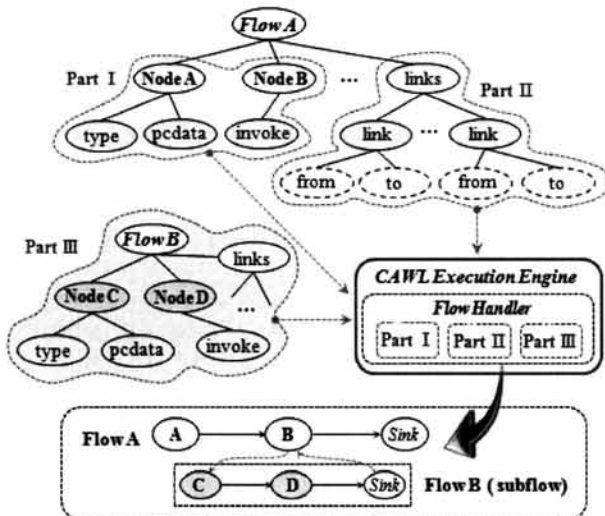 Flow A
Part I
Node A
Node B
...
links
Part II
type
pcdata
invoke
link
...
link
from
to
from
to
Part III
Flow B
links
Node C
Node D
...
type
pcdata
invoke
CAWL Execution Engine
Flow Handler
Part I
Part II
Part III
Flow A
A
B
Sink
C
D
Sink
Flow B ( subflow)